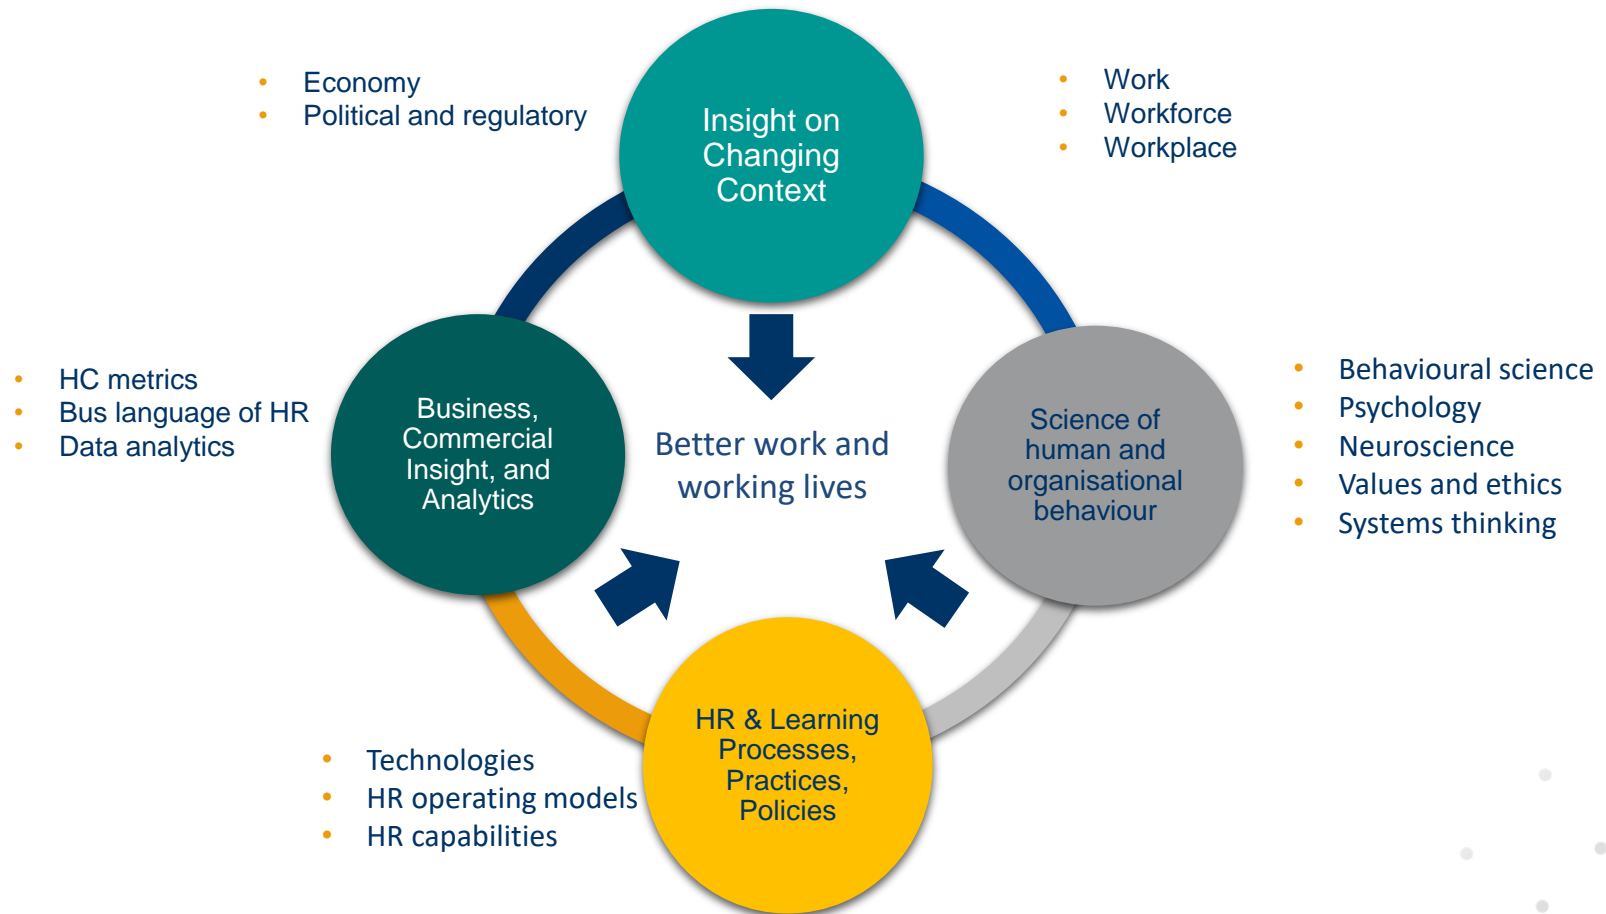 • Economy
• Political and regulatory
Insight on
Changing
Context
• Work
• Workforce
• Workplace
• HC metrics
• Bus language of HR
• Data analytics
Business,
Commercial
Insight, and
Analytics
Better work and
working lives
Science of
human and
organisational
behaviour
• Behavioural science
• Psychology
• Neuroscience
• Values and ethics
• Systems thinking
HR & Learning
Processes,
Practices,
Policies
• Technologies
• HR operating models
• HR capabilities